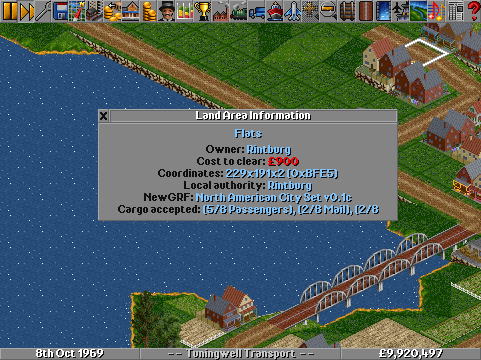 Land Area Information
Flats
Owner: Rintburg
Cost to clear: £900
Coordinates: 229x191x2 (0xBFE5)
Local authority: Rintburg
NewGRF: North American City Set v0.1c
Cargo accepted: (5/8 Passengers), (2/8 Mail), (2/8
8th Oct 1969
-- Tuningwell Transport --
£9,920,497